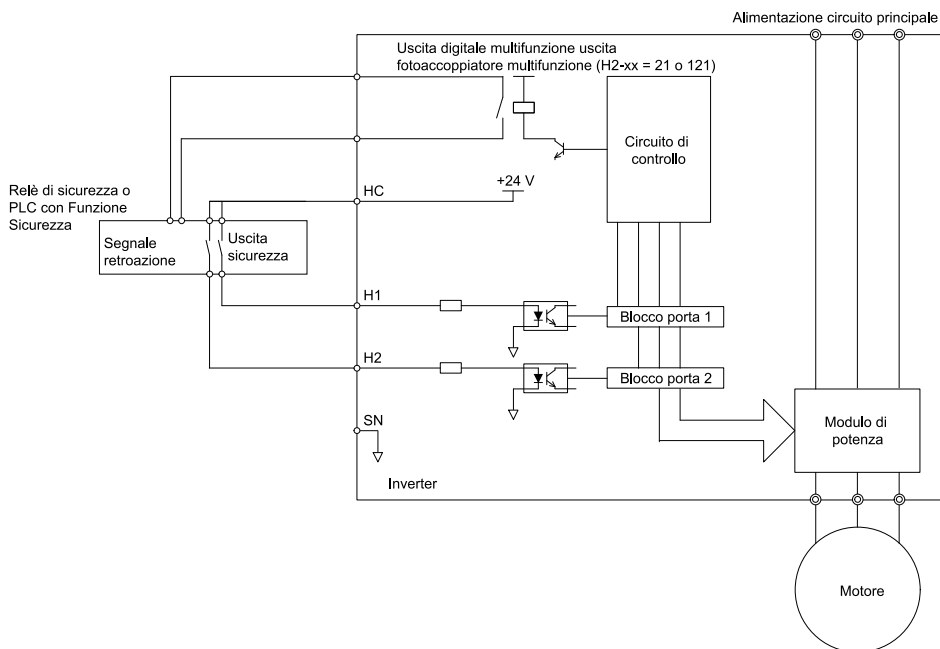 Alimentazione circuito principale
Uscita digitale multifunzione uscita
fotoaccoppiatore multifunzione (H2-xx = 21 o 121)
Circuito di
controllo
+24 V
HC
Relè di sicurezza o
PLC con Funzione
Sicurezza
Segnale
retroazione
Uscita
sicurezza
H1
Blocco porta 1
H2
Blocco porta 2
SN
Modulo di
potenza
Inverter
Motore